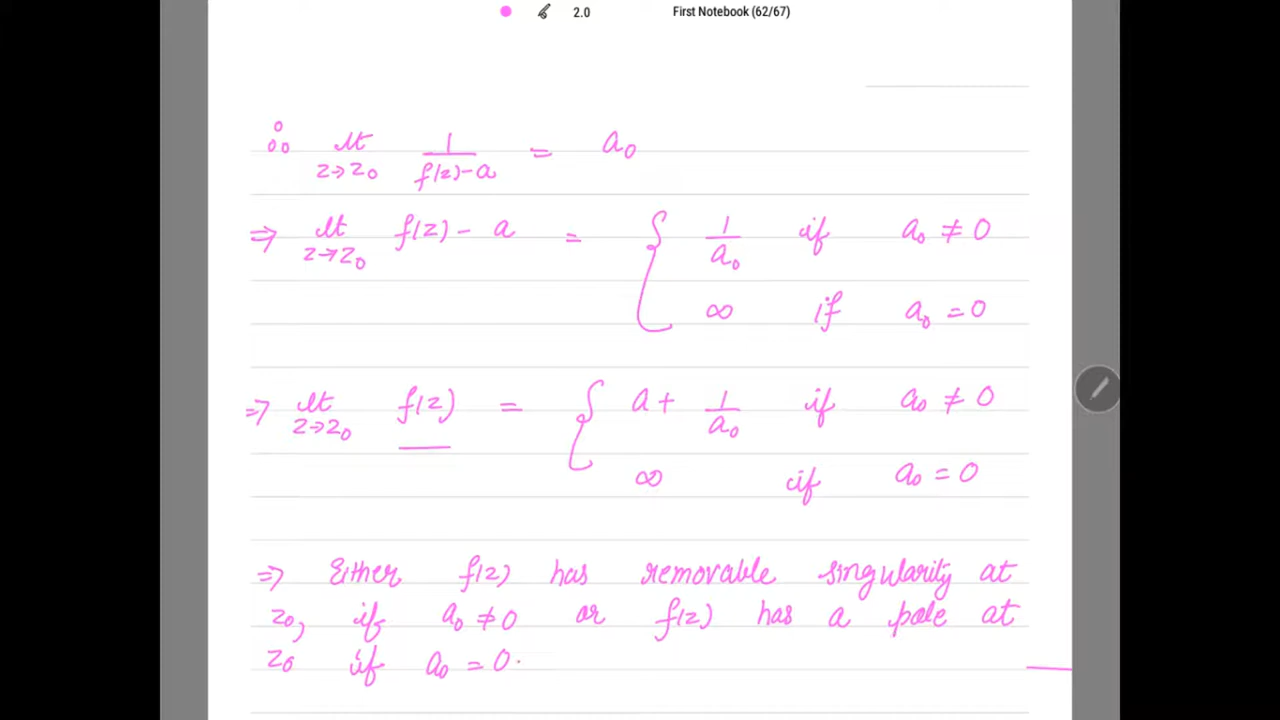 2.0 First Notebook (62/67)
∴ lt z→z₀ 1/(f(z)-a) = a₀
⇒ lt z→z₀ f(z) - a = { 1/a₀ if a₀ ≠ 0
∞ if a₀ = 0
⇒ lt z→z₀ f(z) = { a + 1/a₀ if a₀ ≠ 0
∞ if a₀ = 0
⇒ Either f(z) has removable singularity at
z₀, if a₀ ≠ 0 or f(z) has a pole at
z₀ if a₀ = 0.